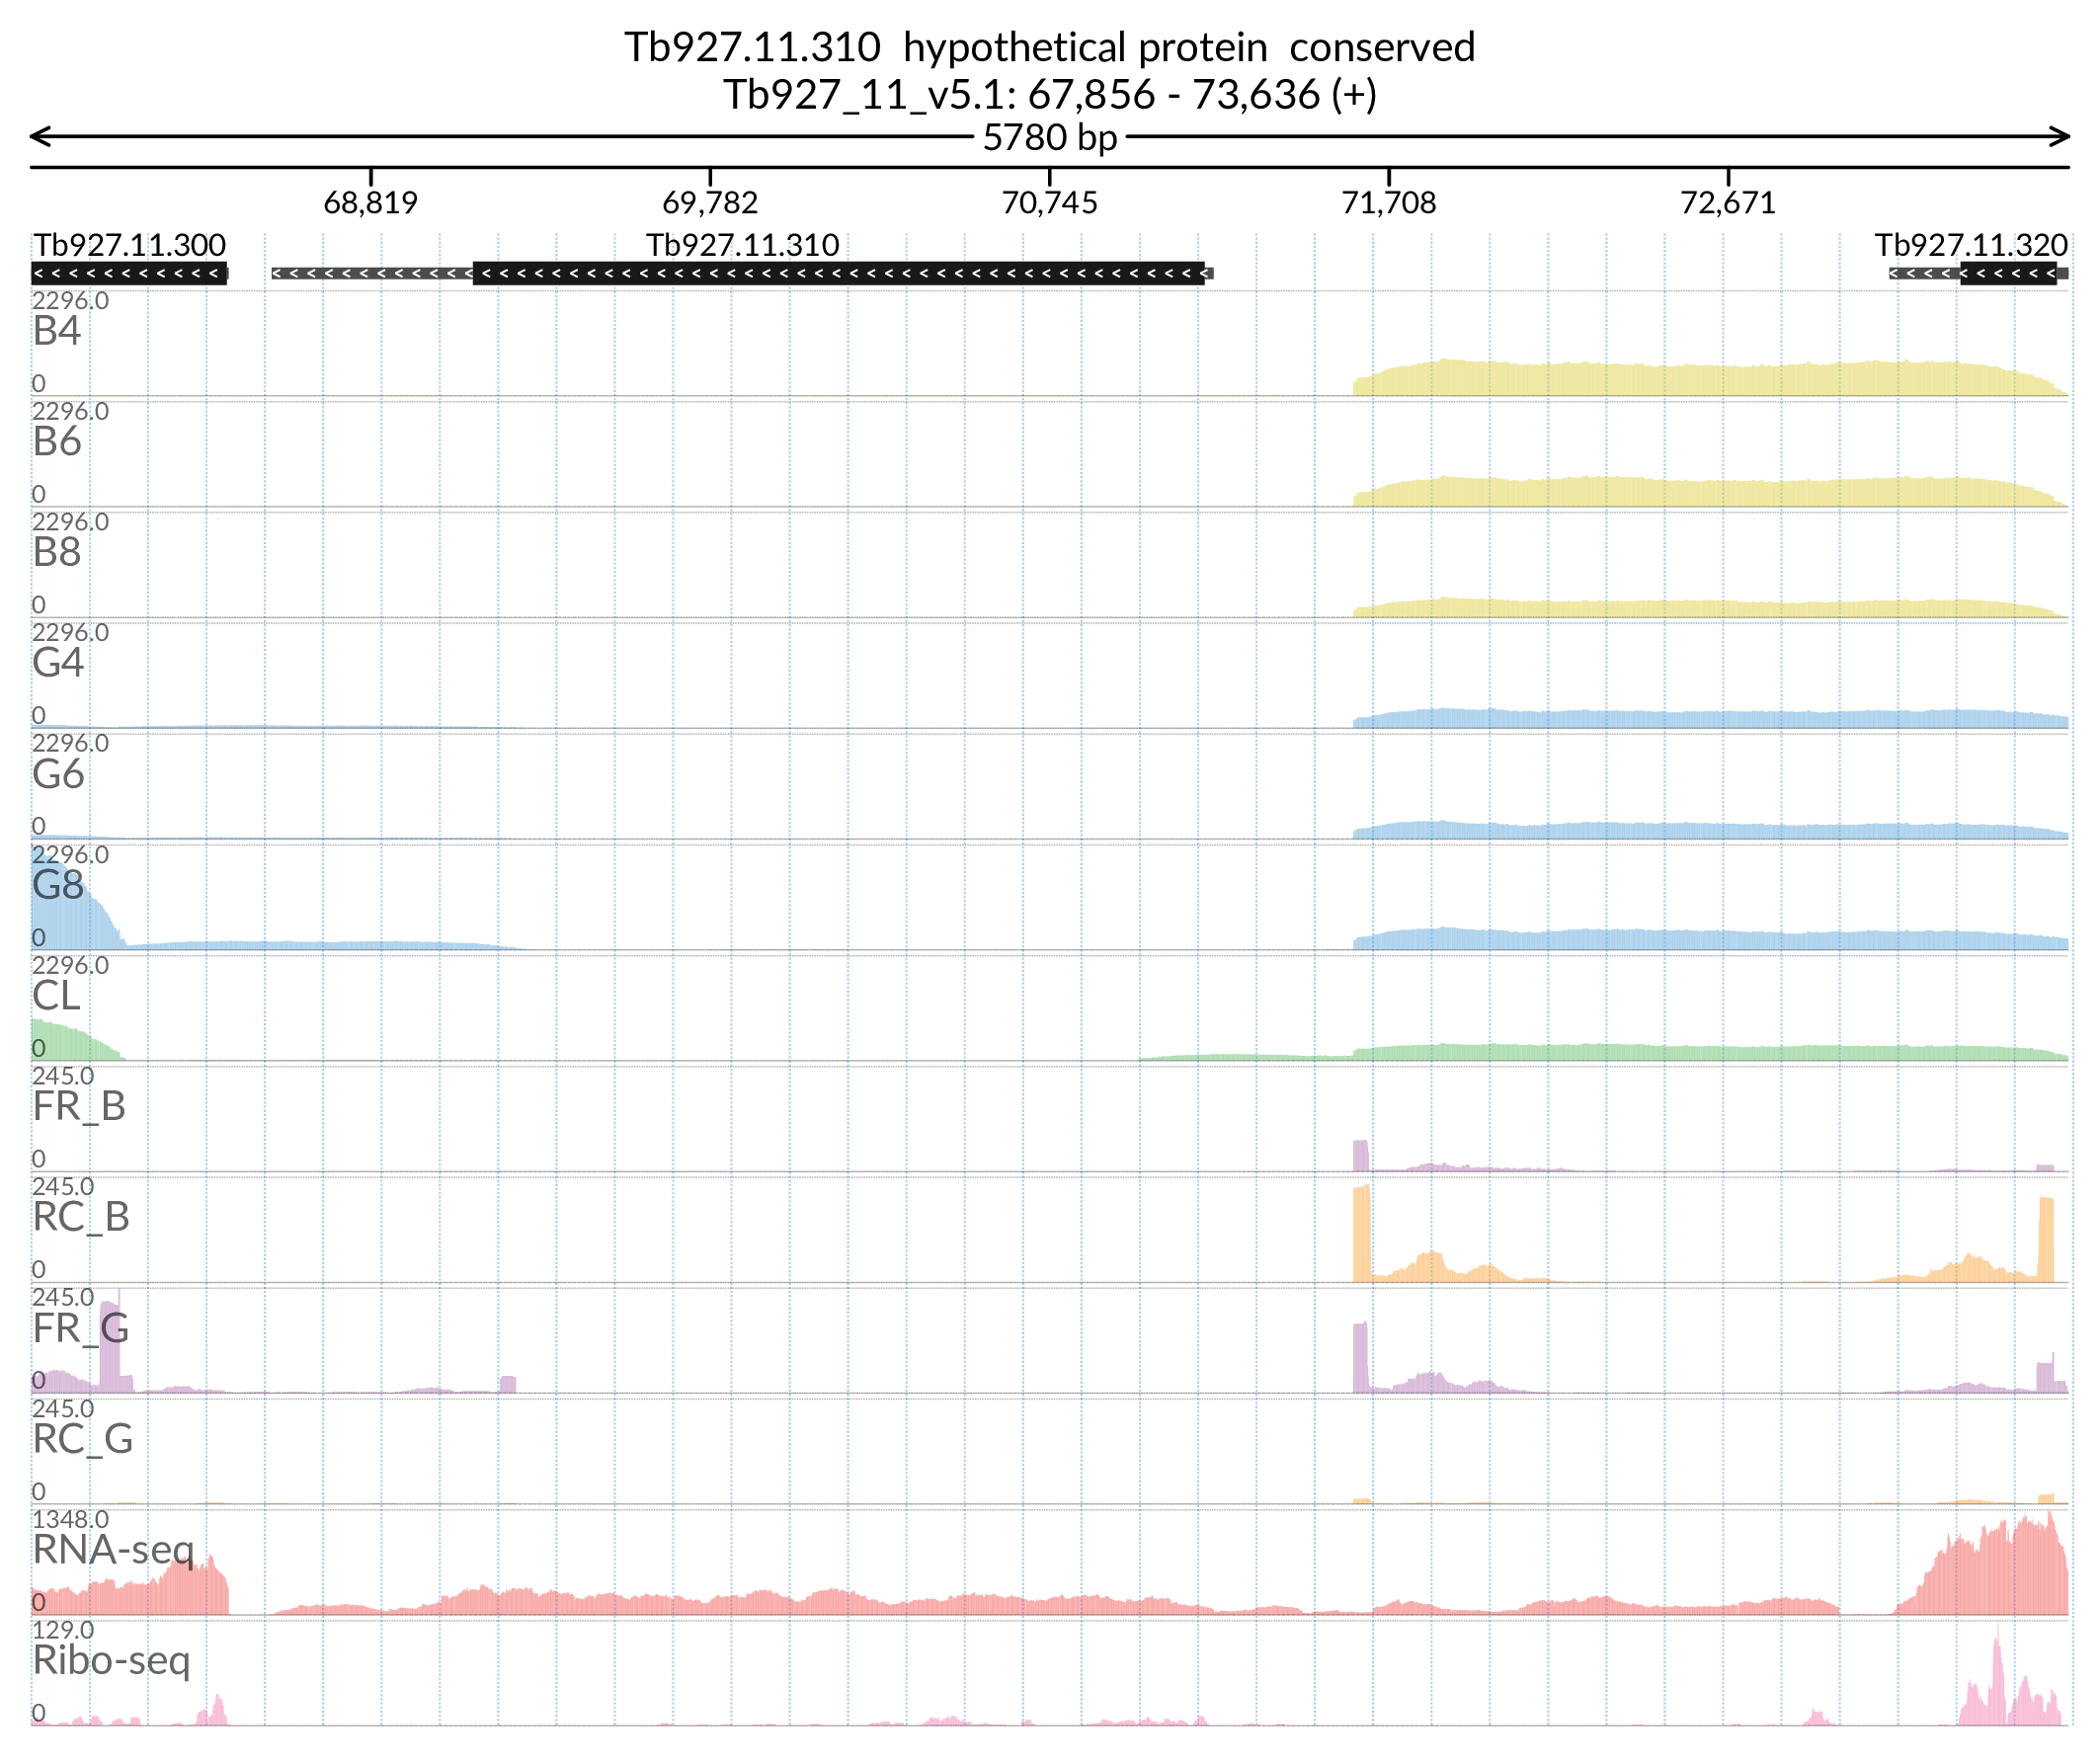 Tb927.11.310  hypothetical protein  conserved
Tb927_11_v5.1: 67,856 - 73,636 (+)
5780 bp
68,819 69,782 70,745 71,708 72,671
Tb927.11.300 Tb927.11.310 Tb927.11.320
2296.0
B4
0
2296.0
B6
0
2296.0
B8
0
2296.0
G4
0
2296.0
G6
0
2296.0
G8
0
2296.0
CL
0
245.0
FR_B
0
245.0
RC_B
0
245.0
FR_G
0
245.0
RC_G
0
1348.0
RNA-seq
0
129.0
Ribo-seq
0